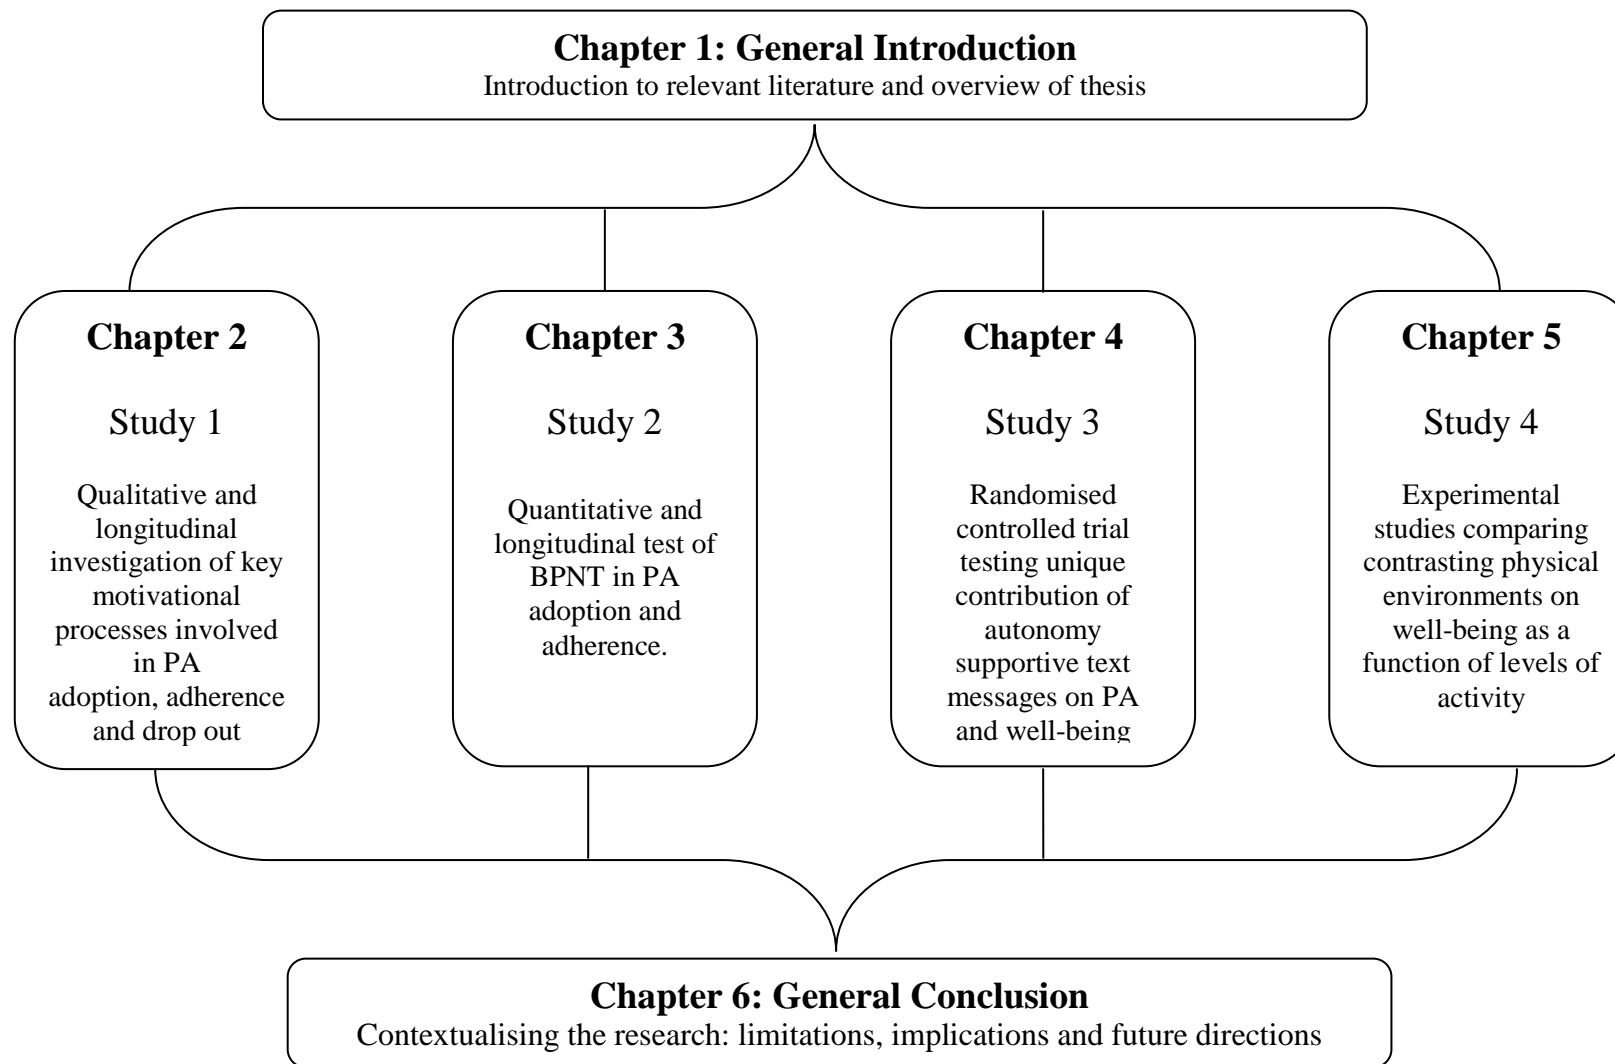 Chapter 1: General Introduction
Introduction to relevant literature and overview of thesis
Chapter 2
Study 1
Qualitative and
longitudinal
investigation of key
motivational
processes involved
in PA
adoption, adherence
and drop out
Chapter 3
Study 2
Quantitative and
longitudinal test of
BPNT in PA
adoption and
adherence.
Chapter 4
Study 3
Randomised
controlled trial
testing unique
contribution of
autonomy
supportive text
messages on PA
and well-being
Chapter 5
Study 4
Experimental
studies comparing
contrasting physical
environments on
well-being as a
function of levels of
activity
Chapter 6: General Conclusion
Contextualising the research: limitations, implications and future directions